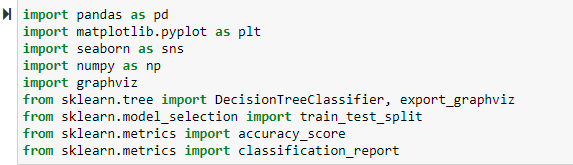 import pandas as pd
import matplotlib.pyplot as plt
import seaborn as sns
import numpy as np
import graphviz
from sklearn.tree import DecisionTreeClassifier, export_graphviz
from sklearn.model_selection import train_test_split
from sklearn.metrics import accuracy_score
from sklearn.metrics import classification_report